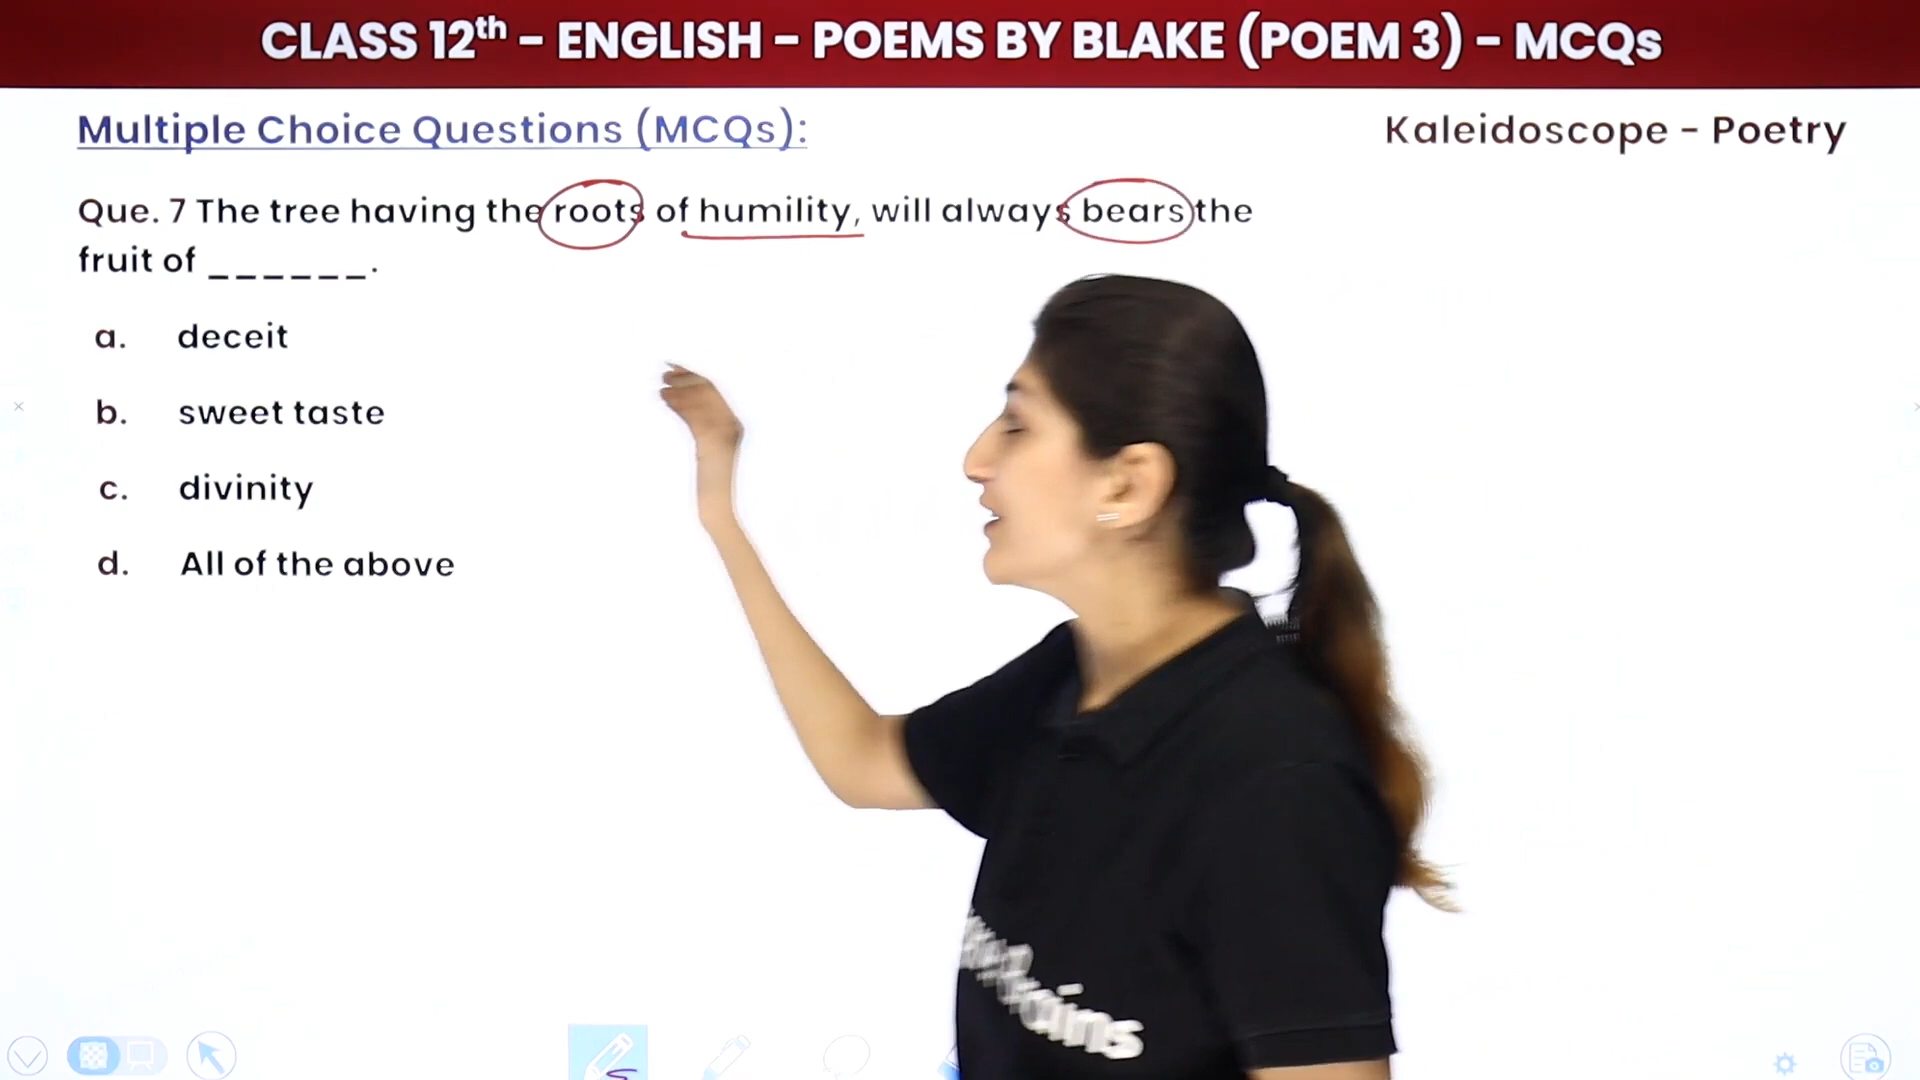 CLASS 12th - ENGLISH - POEMS BY BLAKE (POEM 3) - MCQs
Multiple Choice Questions (MCQs):
Kaleidoscope - Poetry
Que. 7 The tree having the roots of humility, will always bears the
fruit of ______.
a. deceit
b. sweet taste
c. divinity
d. All of the above